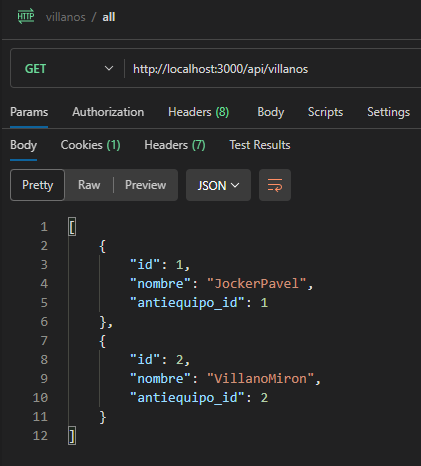 HTTP villanos / all
GET http://localhost:3000/api/villanos
Params Authorization Headers (8) Body Scripts Settings
Body Cookies (1) Headers (7) Test Results
Pretty Raw Preview JSON
1 [
2 {
3 "id": 1,
4 "nombre": "JockerPavel",
5 "antiequipo_id": 1
6 },
7 {
8 "id": 2,
9 "nombre": "VillanoMiron",
10 "antiequipo_id": 2
11 }
12 ]